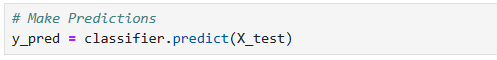 # Make Predictions
y_pred = classifier.predict(X_test)